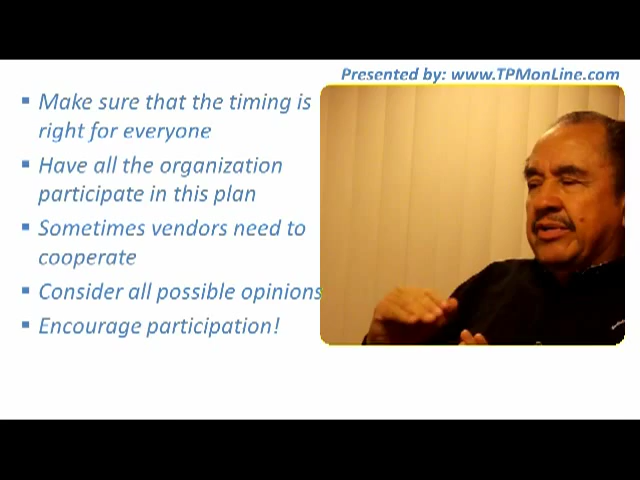 Presented by: www.TPMonLine.com
▪ Make sure that the timing is
right for everyone
▪ Have all the organization
participate in this plan
▪ Sometimes vendors need to
cooperate
▪ Consider all possible opinions
▪ Encourage participation!